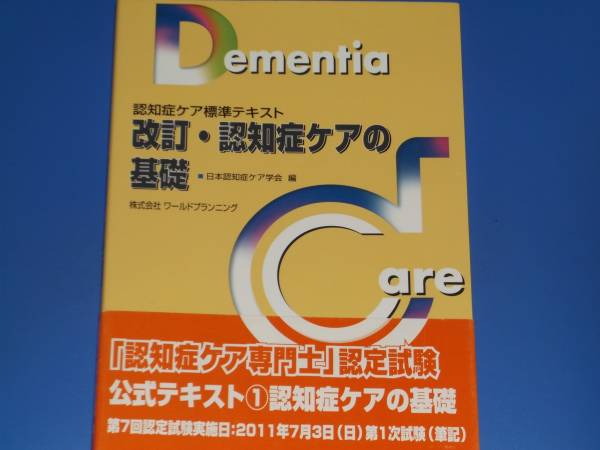 Dementia
認知症ケア標準テキスト
改訂・認知症ケアの
基礎 ■日本認知症ケア学会 編
株式会社 ワールドプランニング
Care
「認知症ケア専門士」認定試験
公式テキスト①認知症ケアの基礎
第7回認定試験実施日:2011年7月3日(日)第1次試験(筆記)